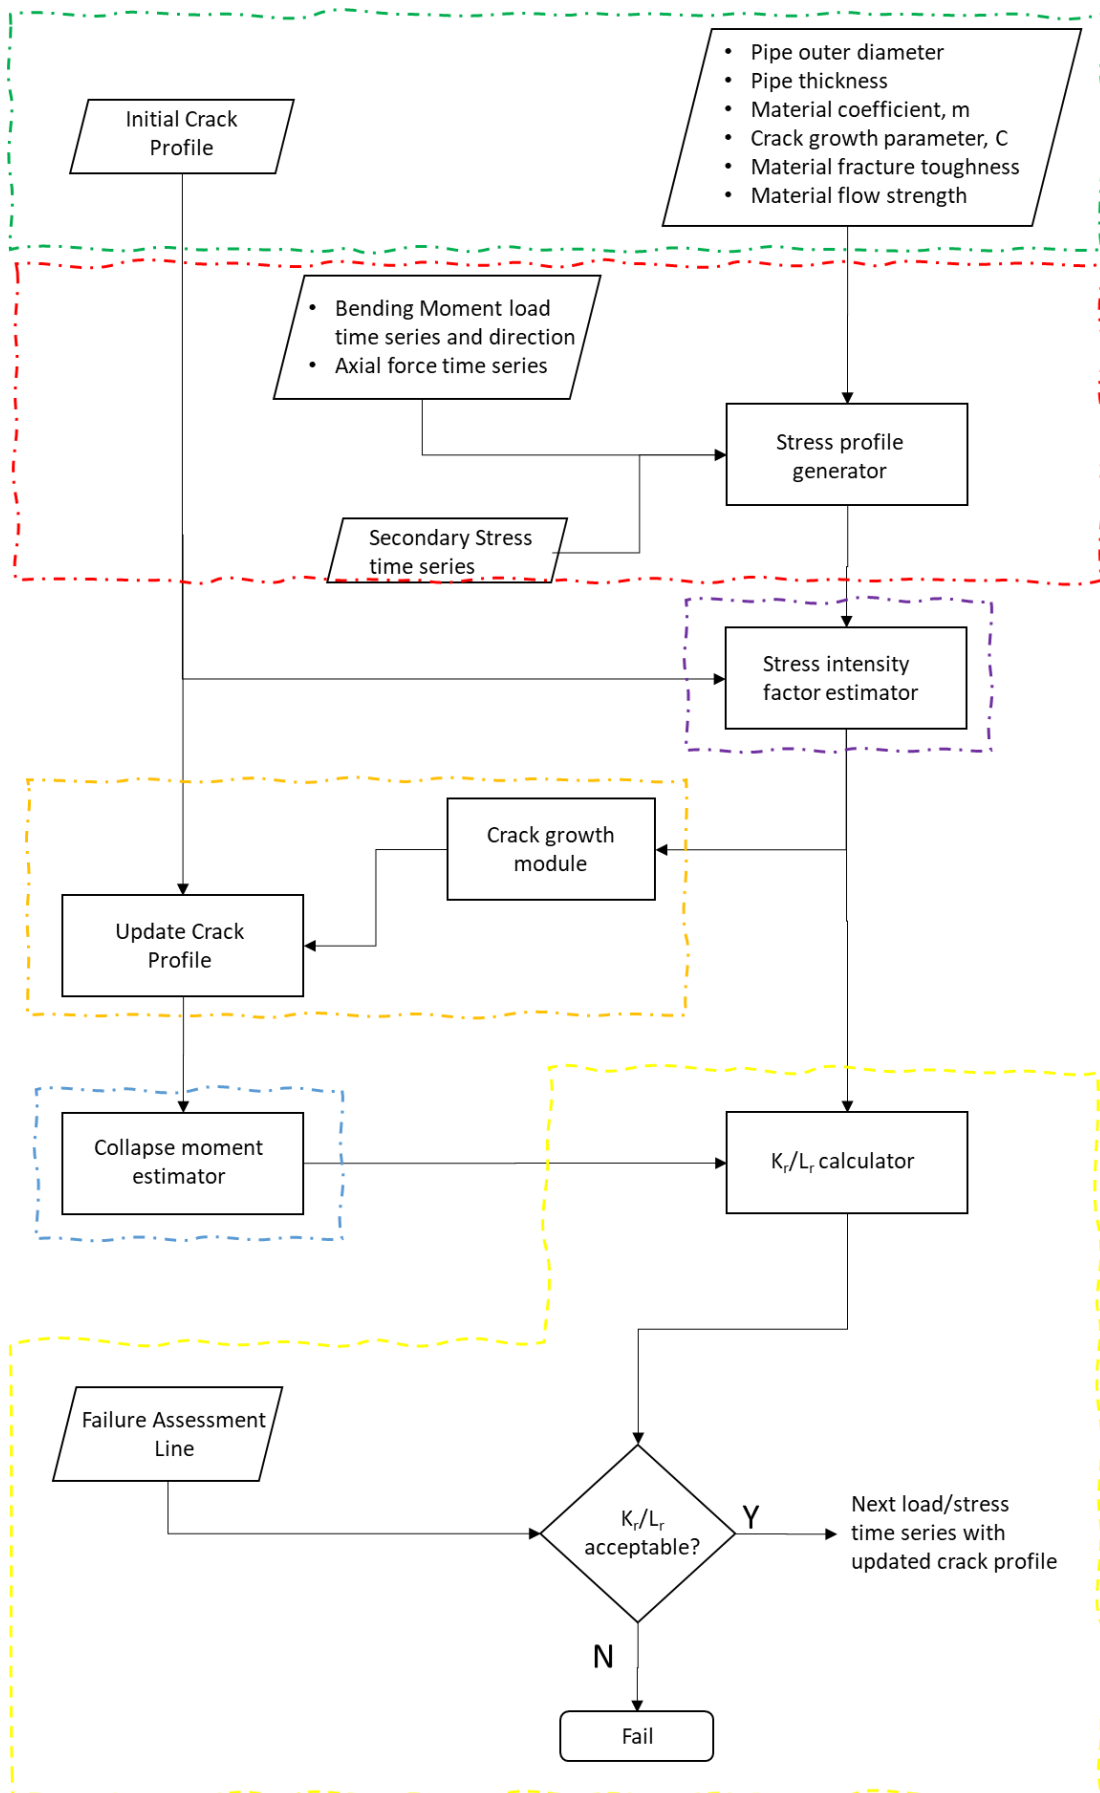 • Pipe outer diameter
• Pipe thickness
• Material coefficient, m
• Crack growth parameter, C
• Material fracture toughness
• Material flow strength
Initial Crack
Profile
• Bending Moment load
time series and direction
• Axial force time series
Stress profile
generator
Secondary Stress
time series
Stress intensity
factor estimator
Crack growth
module
Update Crack
Profile
Collapse moment
estimator
Kr/Lr calculator
Failure Assessment
Line
Kr/Lr
acceptable?
Y
Next load/stress
time series with
updated crack profile
N
Fail